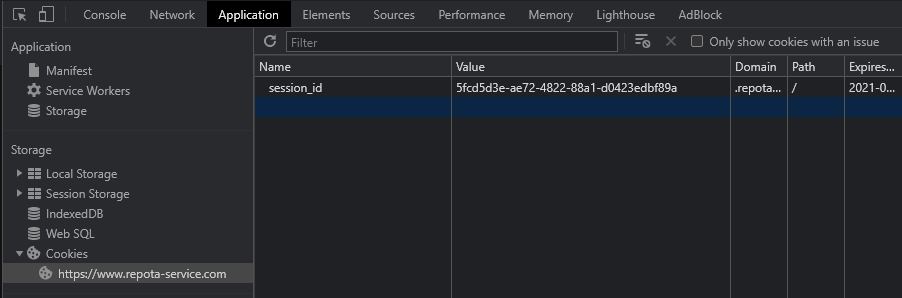 Console Network Application Elements Sources Performance Memory Lighthouse AdBlock
Application
Manifest
Service Workers
Storage
Storage
Local Storage
Session Storage
IndexedDB
Web SQL
Cookies
https://www.repota-service.com
Filter Only show cookies with an issue
Name Value Domain Path Expires...
session_id 5fcd5d3e-ae72-4822-88a1-d0423edbf89a .repota... / 2021-0...